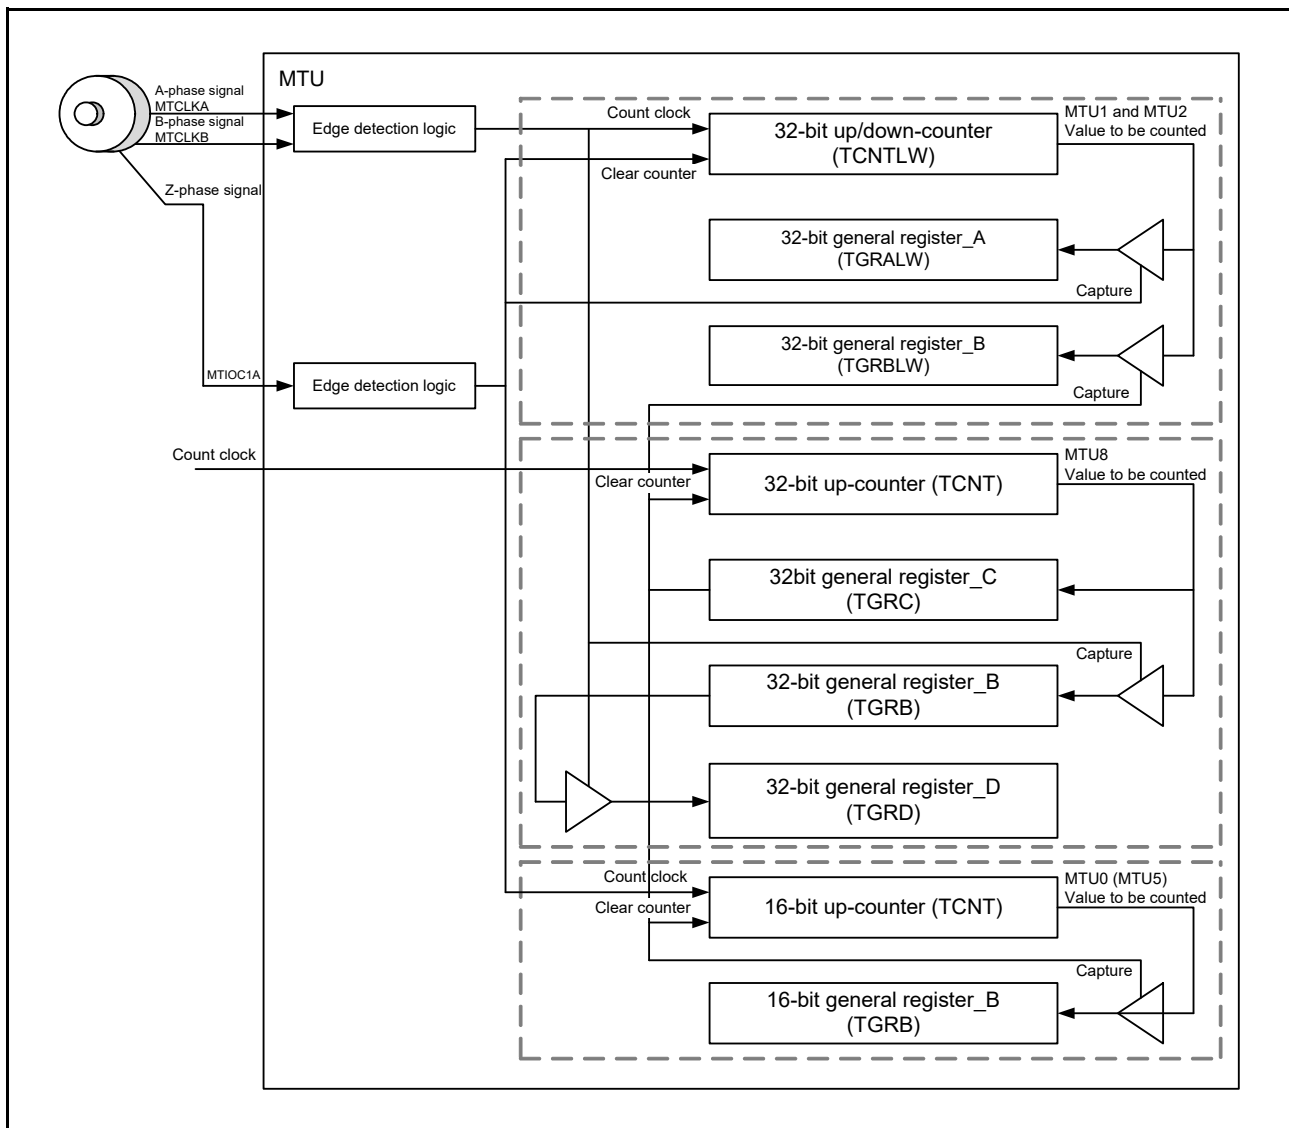 MTU
A-phase signal
MTCLKA
B-phase signal
MTCLKB
Edge detection logic
Z-phase signal
MTIOC1A
Edge detection logic
Count clock
Clear counter
32-bit up/down-counter
(TCNTLW)
MTU1 and MTU2
Value to be counted
32-bit general register_A
(TGRALW)
Capture
32-bit general register_B
(TGRBLW)
Capture
Count clock
Clear counter
32-bit up-counter (TCNT)
MTU8
Value to be counted
32bit general register_C
(TGRC)
Capture
32-bit general register_B
(TGRB)
32-bit general register_D
(TGRD)
Count clock
Clear counter
16-bit up-counter (TCNT)
MTU0 (MTU5)
Value to be counted
Capture
16-bit general register_B
(TGRB)